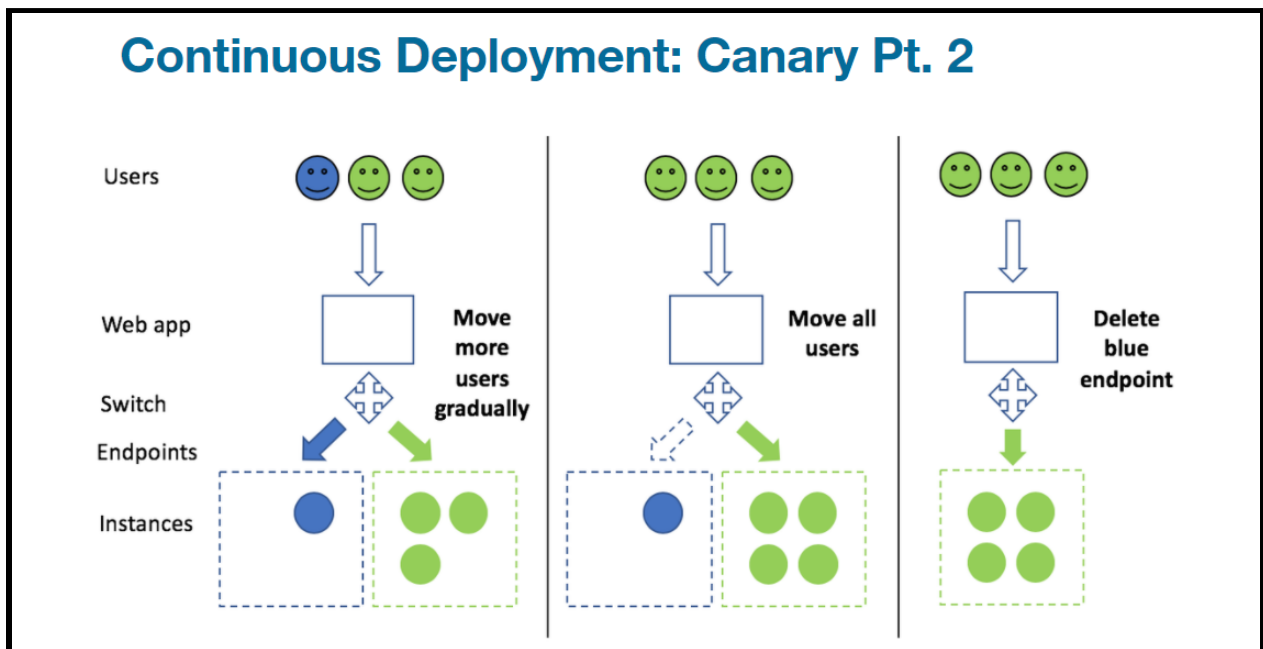 Continuous Deployment: Canary Pt. 2
Users
Web app
Switch
Endpoints
Instances
Move
more
users
gradually
Move all
users
Delete
blue
endpoint